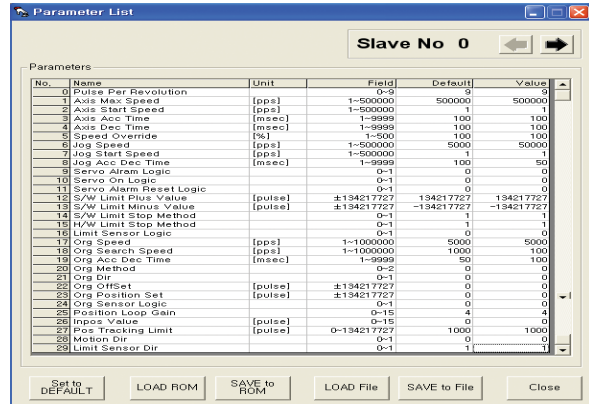 Parameter List
Slave No 0
Parameters
No. Name Unit Field Default Value
0 Pulse Per Revolution 0~9 9 9
1 Axis Max Speed [pps] 1~500000 500000 500000
2 Axis Start Speed [pps] 1~500000 1 1
3 Axis Acc Time [msec] 1~9999 100 100
4 Axis Dec Time [msec] 1~9999 100 100
5 Speed Override [%] 1~500 100 100
6 Jog Speed [pps] 1~500000 5000 5000
7 Jog Start Speed [pps] 1~500000 1 1
8 Jog Acc Dec Time [msec] 1~9999 100 50
9 Servo Alram Logic 0~1 0 0
10 Servo On Logic 0~1 0 0
11 Servo Alarm Reset Logic 0~1 0 0
12 S/W Limit Plus Value [pulse] ±134217727 134217727 134217727
13 S/W Limit Minus Value [pulse] ±134217727 -134217727 -134217727
14 S/W Limit Stop Method 0~1 1 1
15 H/W Limit Stop Method 0~1 1 1
16 Limit Sensor Logic 0~1 0 0
17 Org Speed [pps] 1~1000000 5000 5000
18 Org Search Speed [pps] 1~1000000 1000 100
19 Org Acc Dec Time [msec] 1~9999 50 100
20 Org Method 0~2 0 0
21 Org Dir 0~1 0 0
22 Org OffSet [pulse] ±134217727 0 0
23 Org Position Set [pulse] ±134217727 0 0
24 Org Sensor Logic 0~1 0 0
25 Position Loop Gain 0~15 4 4
26 Inpos Value [pulse] 0~15 0 0
27 Pos Tracking Limit [pulse] 0~134217727 1000 1000
28 Motion Dir 0~1 0 0
29 Limit Sensor Dir 0~1 1 1
Set to
DEFAULT
LOAD ROM
SAVE to
ROM
LOAD File
SAVE to File
Close